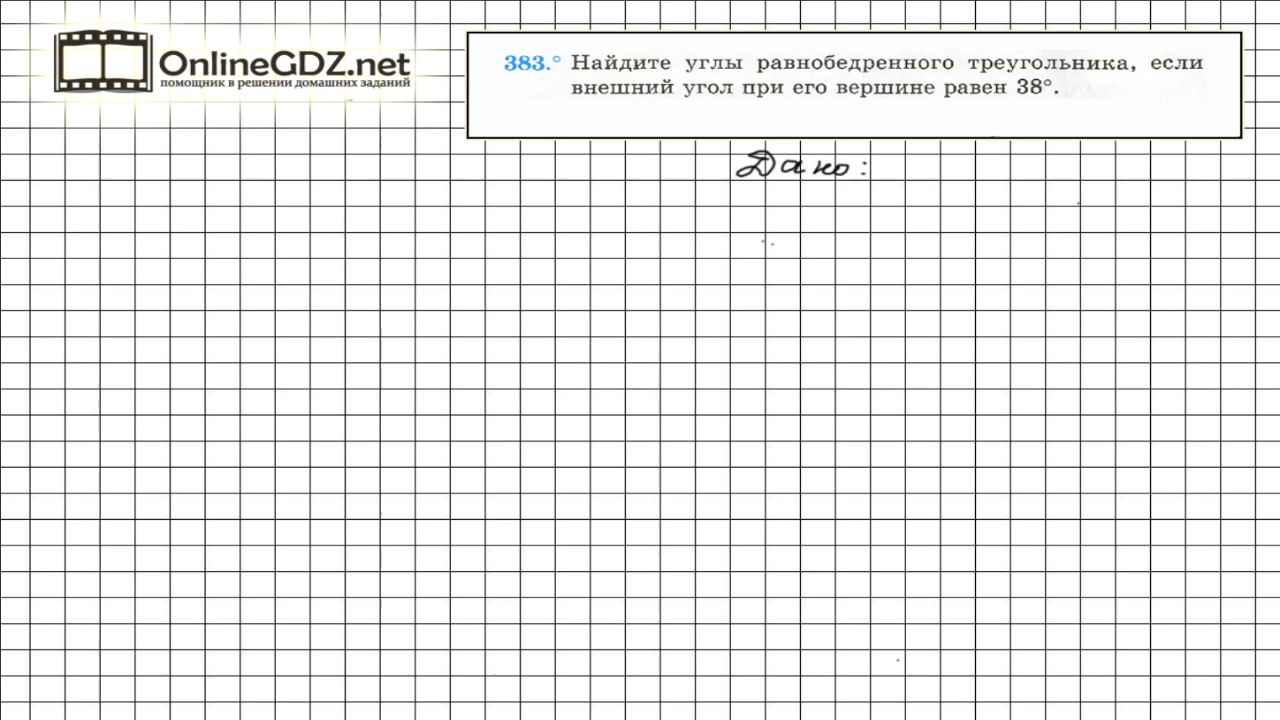 OnlineGDZ.net
помощник в решении домашних заданий
383.° Найдите углы равнобедренного треугольника, если
внешний угол при его вершине равен 38°.
Дано: